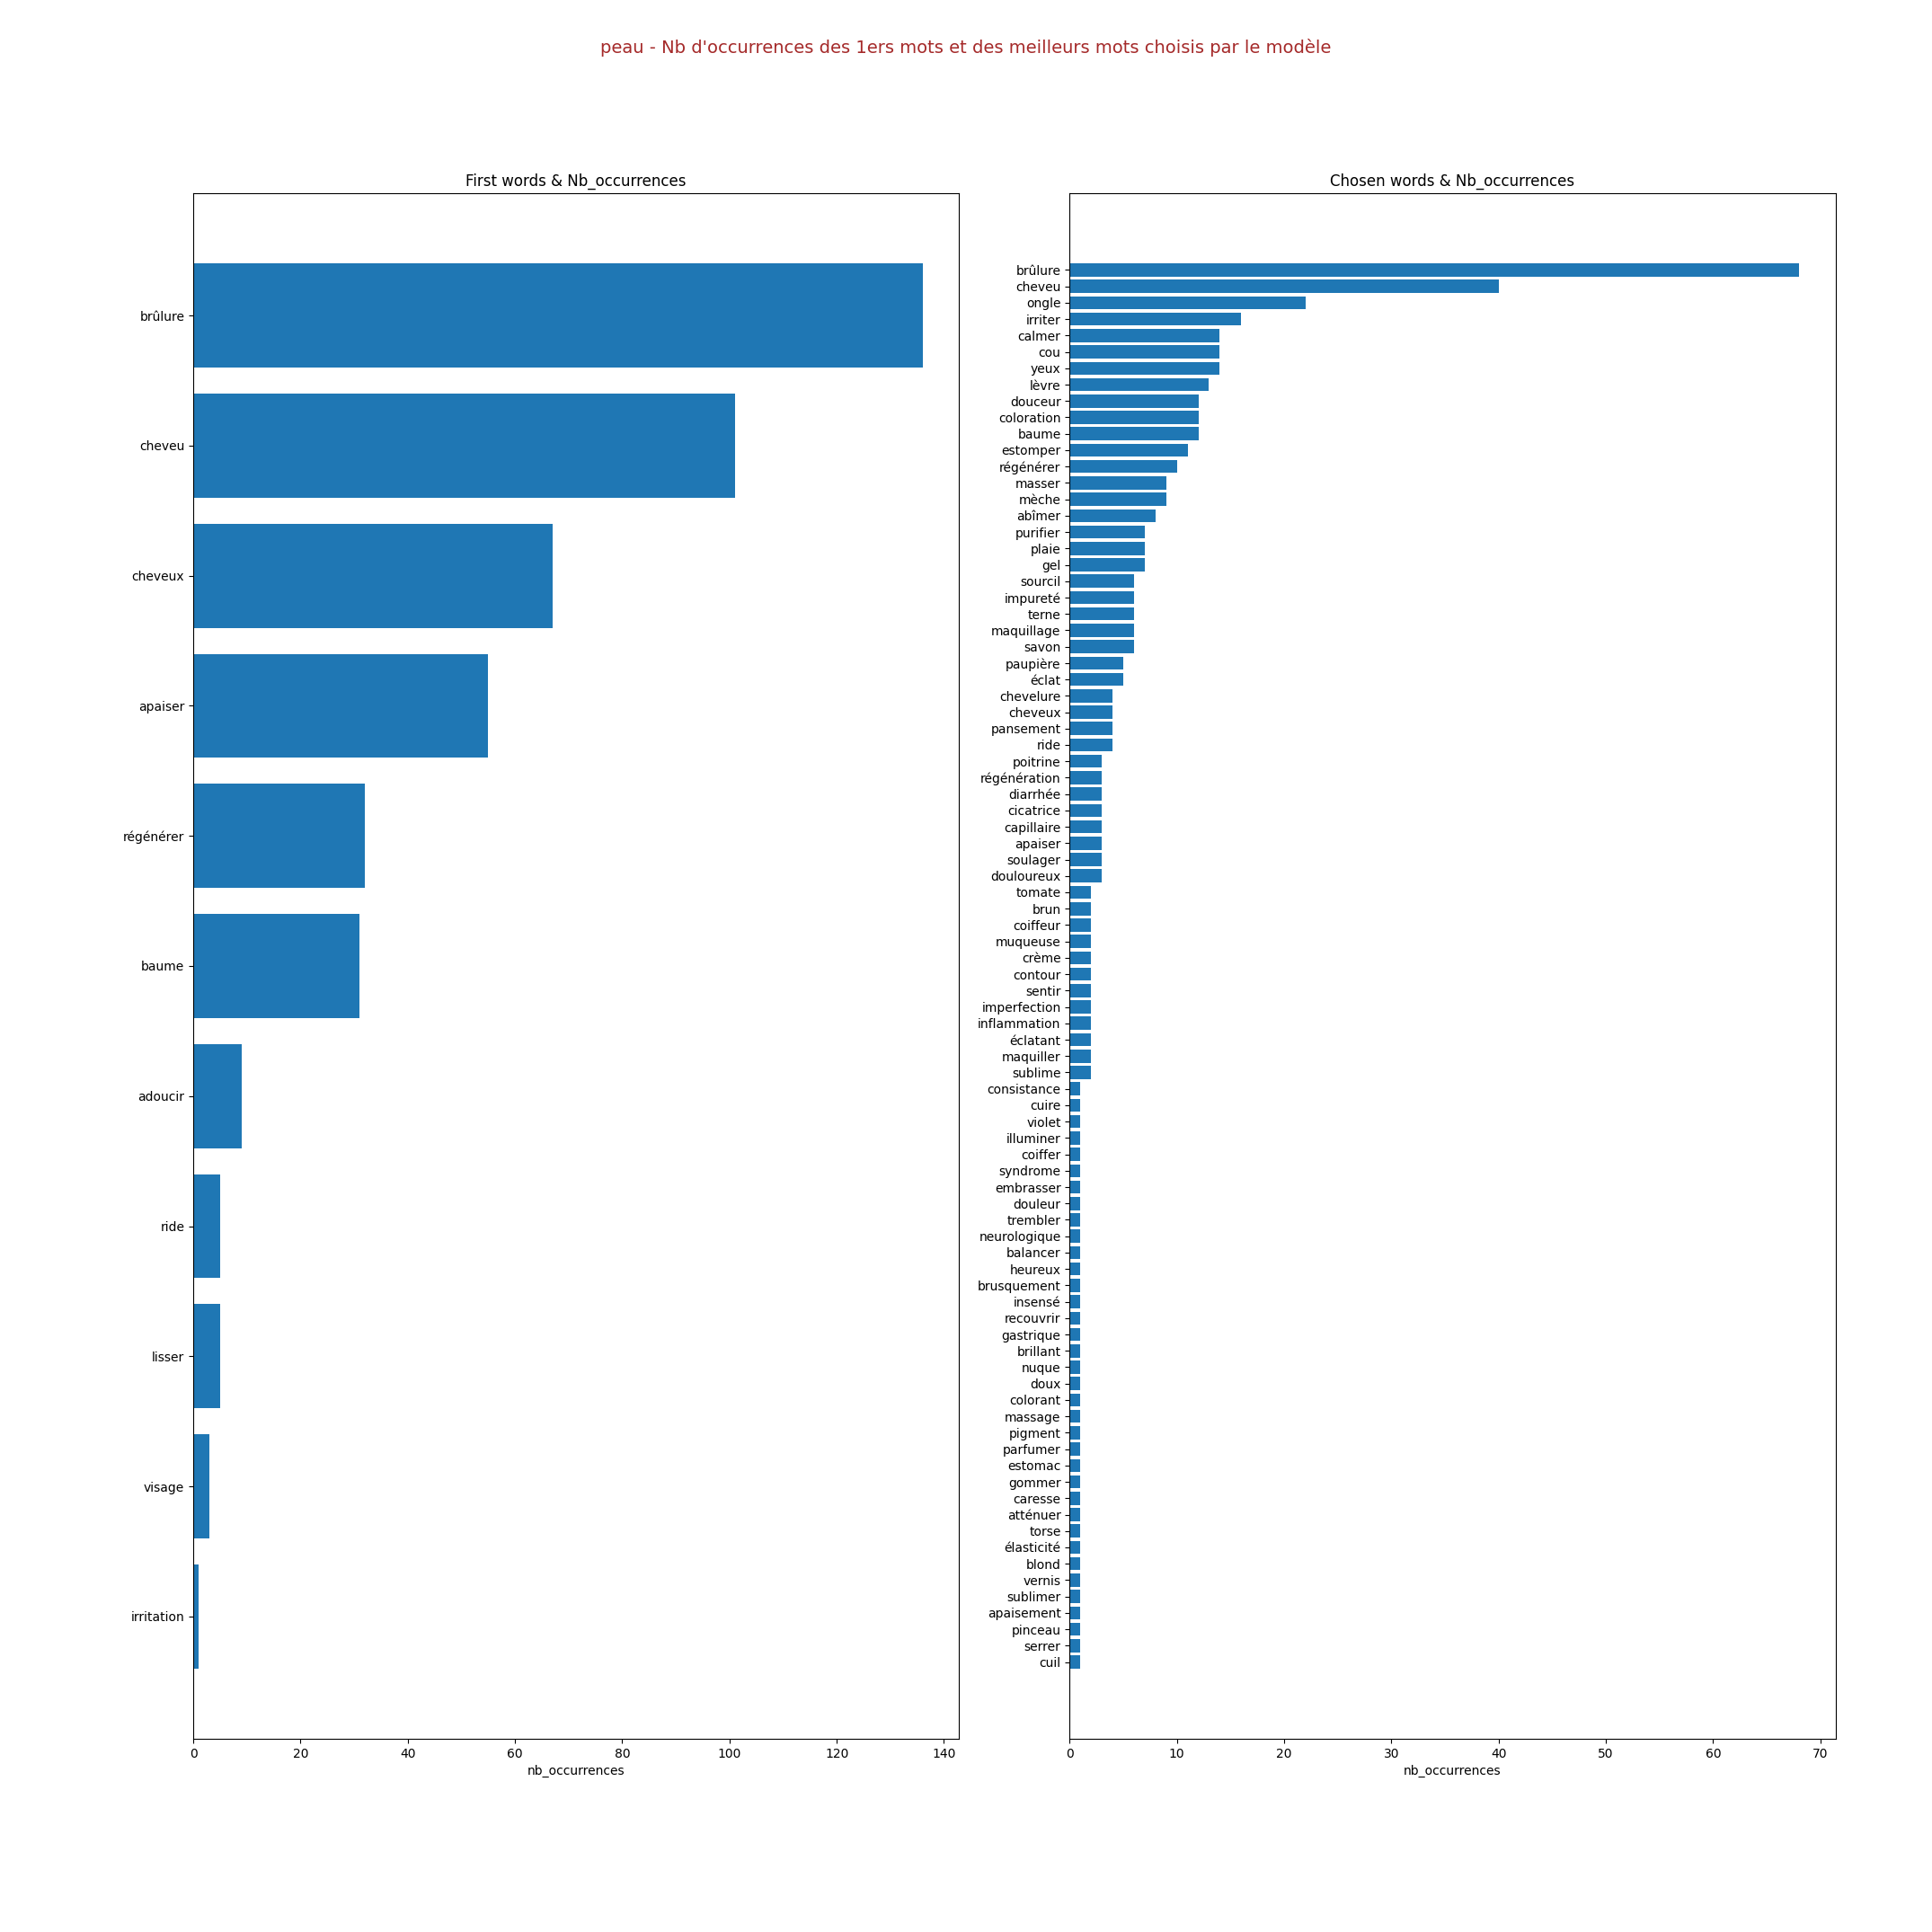 peau - Nb d'occurrences des 1ers mots et des meilleurs mots choisis par le modèle
First words & Nb_occurrences
brûlure
cheveu
cheveux
apaiser
régénérer
baume
adoucir
ride
lisser
visage
irritation
0 20 40 60 80 100 120 140
nb_occurrences
Chosen words & Nb_occurrences
brûlure
cheveu
ongle
irriter
calmer
cou
yeux
lèvre
douceur
coloration
baume
estomper
régénérer
masser
mèche
abîmer
purifier
plaie
gel
sourcil
impureté
terne
maquillage
savon
paupière
éclat
chevelure
cheveux
pansement
ride
poitrine
régénération
diarrhée
cicatrice
capillaire
apaiser
soulager
douloureux
tomate
brun
coiffeur
muqueuse
crème
contour
sentir
imperfection
inflammation
éclatant
maquiller
sublime
consistance
cuire
violet
illuminer
coiffer
syndrome
embrasser
douleur
trembler
neurologique
balancer
heureux
brusquement
insensé
recouvrir
gastrique
brillant
nuque
doux
colorant
massage
pigment
parfumer
estomac
gommer
caresse
atténuer
torse
élasticité
blond
vernis
sublimer
apaisement
pinceau
serrer
cuil
0 10 20 30 40 50 60 70
nb_occurrences